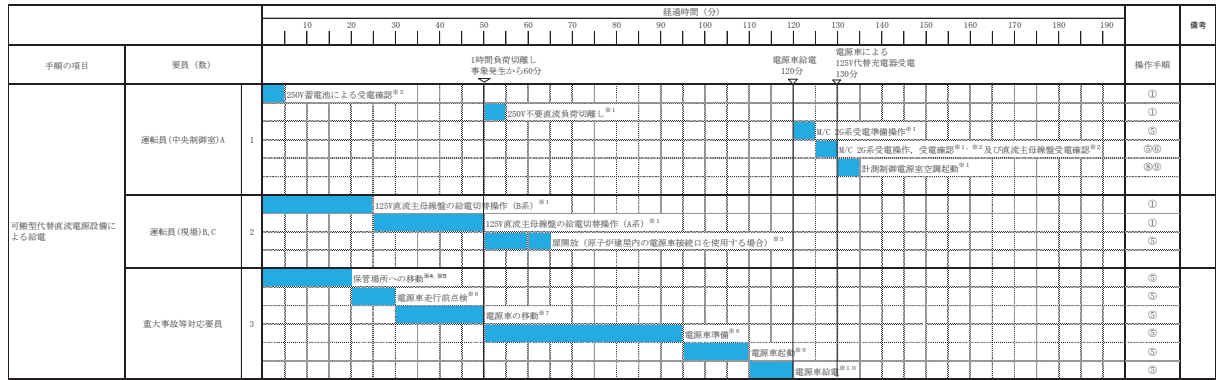 経過時間(分)
備考
10 20 30 40 50 60 70 80 90 100 110 120 130 140 150 160 170 180 190
手順の項目
要員(数)
1時間負荷切離し
事象発生から60分
電源車給電
120分
電源車による
125V代替充電器受電
130分
操作手順
可搬型代替直流電源設備に
よる給電
運転員(中央制御室)A
1
250V蓄電池による受電確認※2
①
250V不要直流負荷切離し※1
①
M/C 2G系受電準備操作※1
⑤
M/C 2G系受電操作、受電確認※1、※2及び直流主母線盤受電確認※2
⑤⑥
計測制御電源室空調起動※1
⑧⑨
運転員(現場)B,C
2
125V直流主母線盤の給電切替操作(B系)※1
①
125V直流主母線盤の給電切替操作(A系)※1
①
扉開放(原子炉建屋内の電源車接続口を使用する場合)※3
⑤
重大事故等対応要員
3
保管場所への移動※4、※5
⑤
電源車走行前点検※6
⑤
電源車の移動※7
⑤
電源車準備※8
⑤
電源車起動※9
⑤
電源車給電※10
⑤